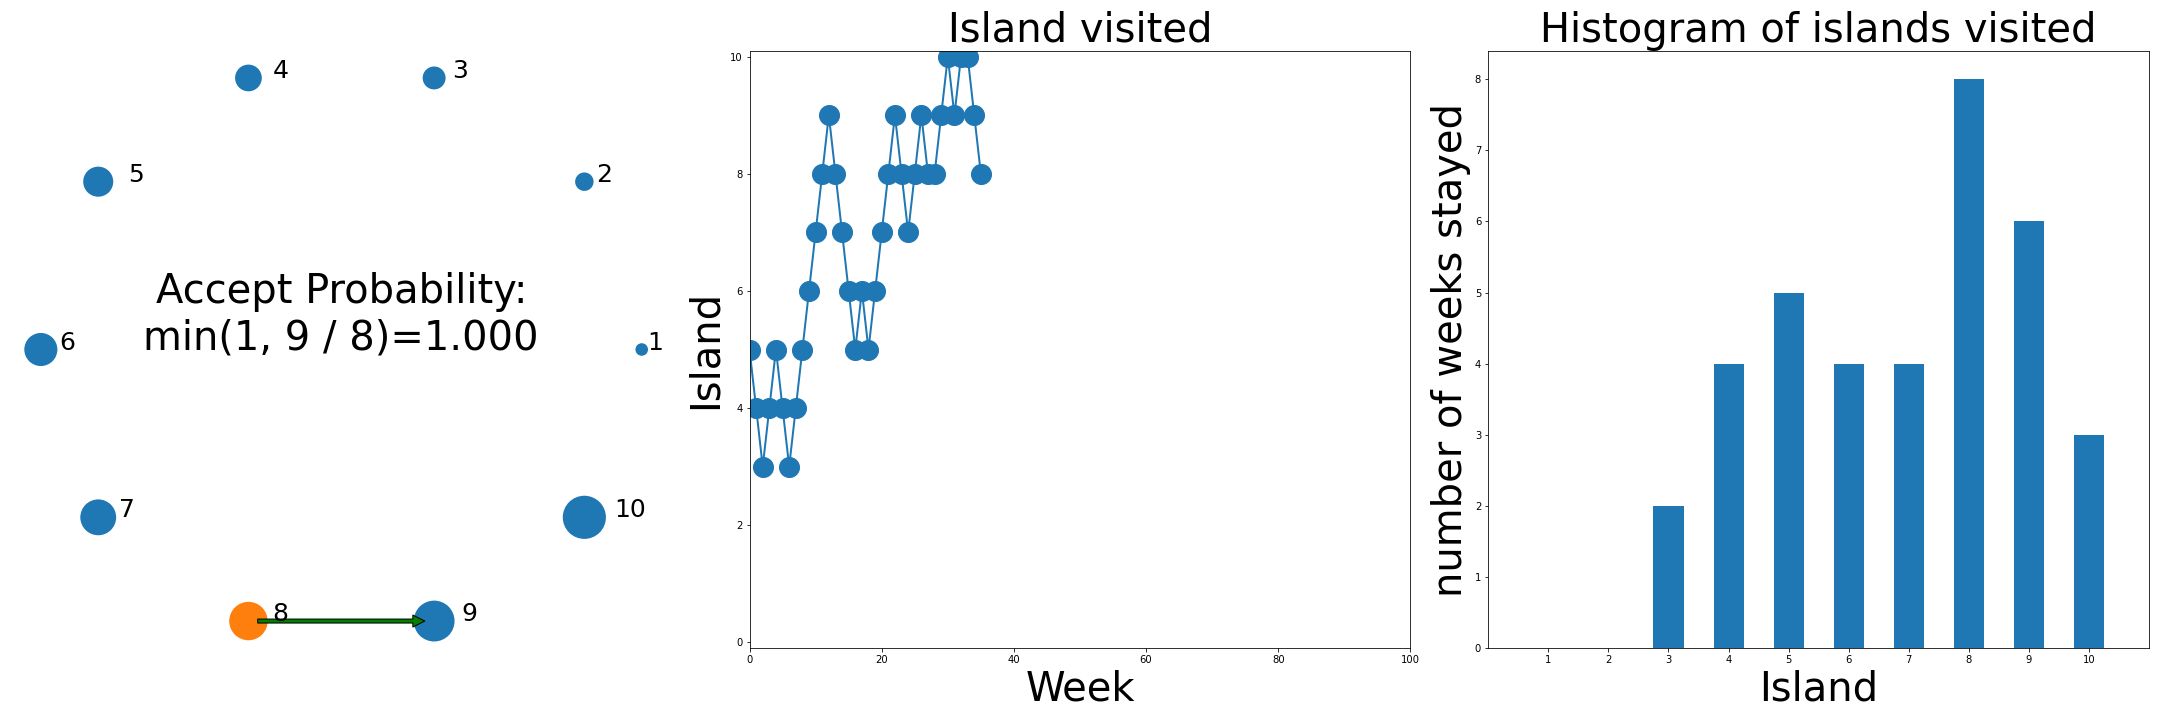 4
3
5
2
Accept Probability:
min(1, 9 / 8)=1.000
6
1
7
10
8
9
Island visited
Island
10
8
6
4
2
0
0 20 40 60 80 100
Week
Histogram of islands visited
number of weeks stayed
8
7
6
5
4
3
2
1
0
1 2 3 4 5 6 7 8 9 10
Island